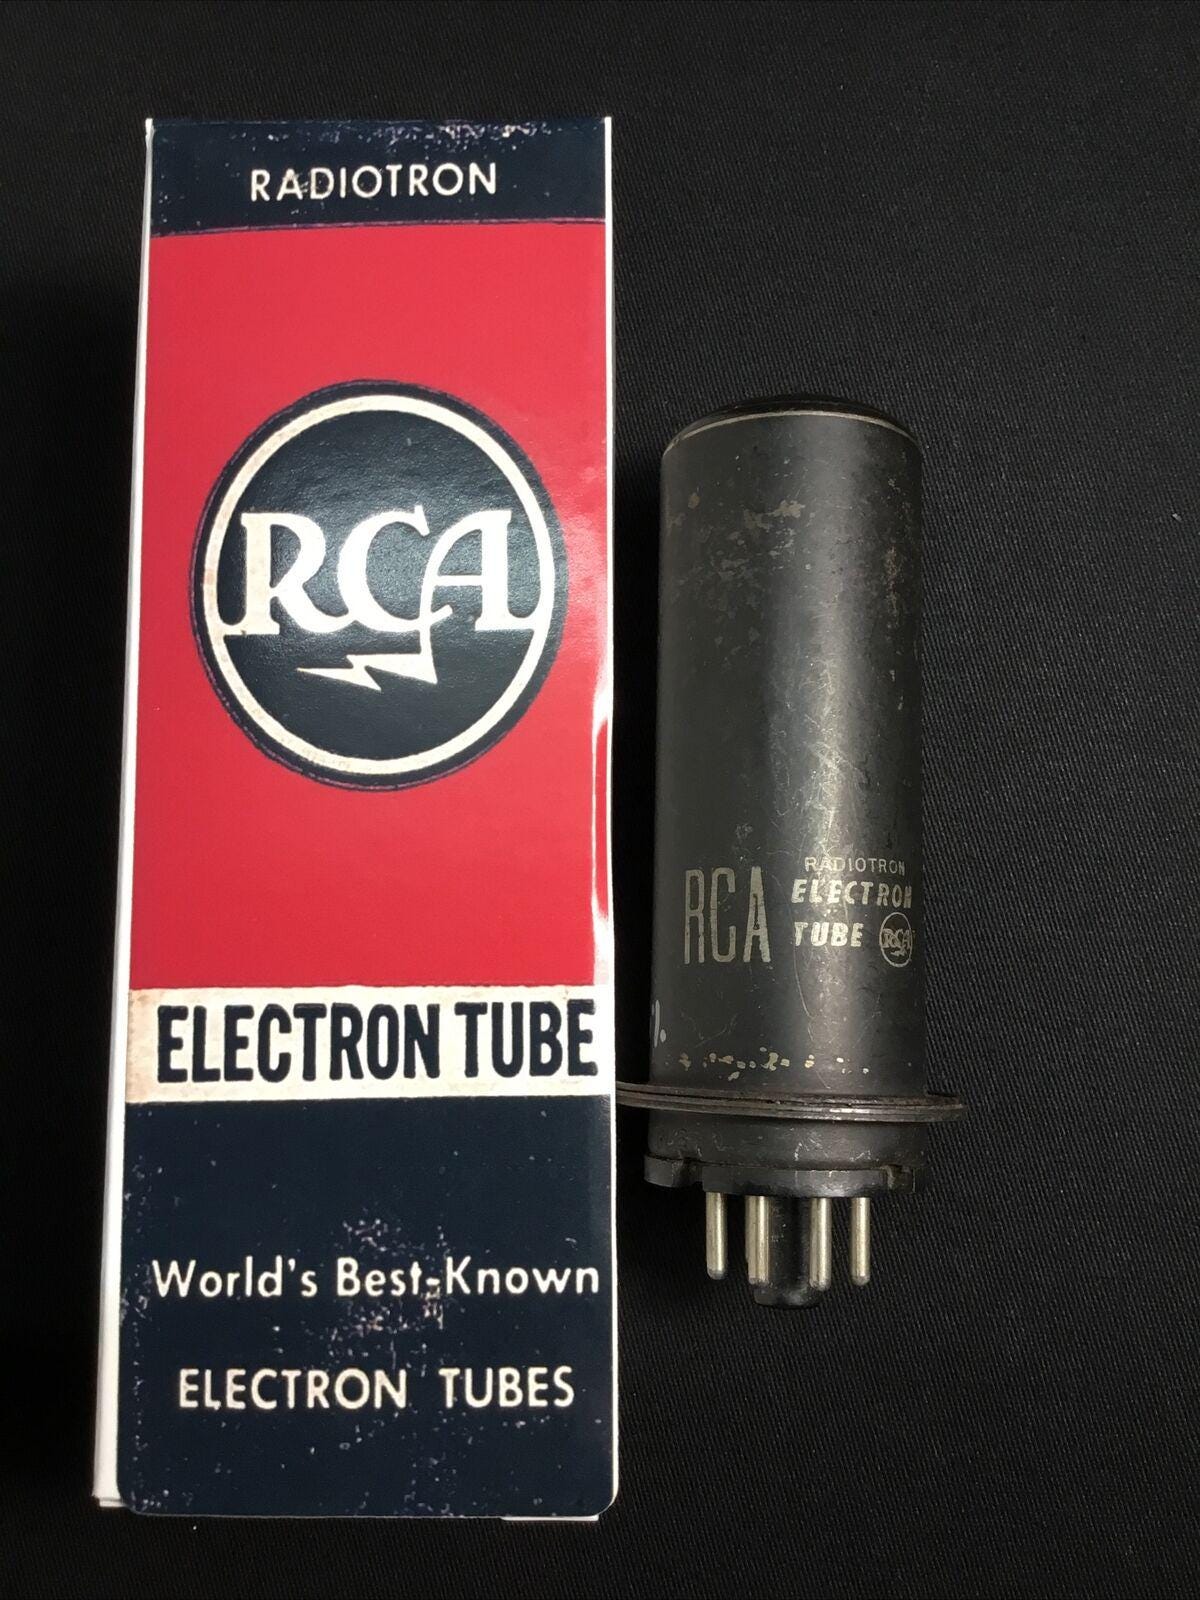 RADIOTRON
RCA
ELECTRON TUBE
World's Best-Known
ELECTRON TUBES
RCA
RADIOTRON
ELECTRON
TUBE RCA